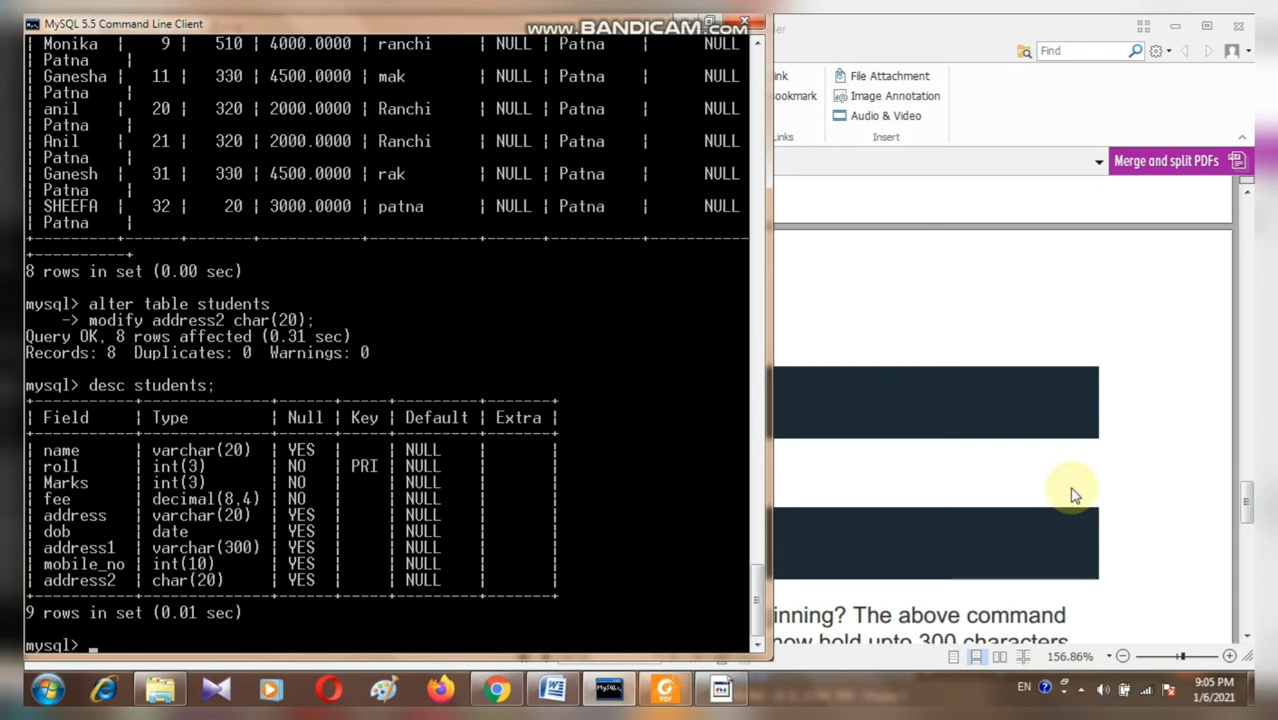 MySQL 5.5 Command Line Client
www.BANDICAM.com
| Monika  |    9 |   510 | 4000.0000 | ranchi       | NULL | Patna    |      NULL
| Patna    |
| Ganesha |   11 |   330 | 4500.0000 | mak          | NULL | Patna    |      NULL
| Patna    |
| anil    |   20 |   320 | 2000.0000 | Ranchi       | NULL | Patna    |      NULL
| Patna    |
| Anil    |   21 |   320 | 2000.0000 | Ranchi       | NULL | Patna    |      NULL
| Patna    |
| Ganesh  |   31 |   330 | 4500.0000 | rak          | NULL | Patna    |      NULL
| Patna    |
| SHEEFA  |   32 |    20 | 3000.0000 | patna        | NULL | Patna    |      NULL
| Patna    |
8 rows in set (0.00 sec)
mysql> alter table students
    -> modify address2 char(20);
Query OK, 8 rows affected (0.31 sec)
Records: 8  Duplicates: 0  Warnings: 0
mysql> desc students;
| Field     | Type         | Null | Key | Default | Extra |
| name      | varchar(20)  | YES  |     | NULL    |       |
| roll      | int(3)       | NO   | PRI | NULL    |       |
| Marks     | int(3)       | NO   |     | NULL    |       |
| fee       | decimal(8,4) | NO   |     | NULL    |       |
| address   | varchar(20)  | YES  |     | NULL    |       |
| dob       | date         | YES  |     | NULL    |       |
| address1  | varchar(300) | YES  |     | NULL    |       |
| mobile_no | int(10)      | YES  |     | NULL    |       |
| address2  | char(20)     | YES  |     | NULL    |       |
9 rows in set (0.01 sec)
mysql>
Find
File Attachment
Image Annotation
Audio & Video
Insert
Merge and split PDFs
inning? The above command
now hold upto 300 characters
156.86%
EN
9:05 PM
1/6/2021